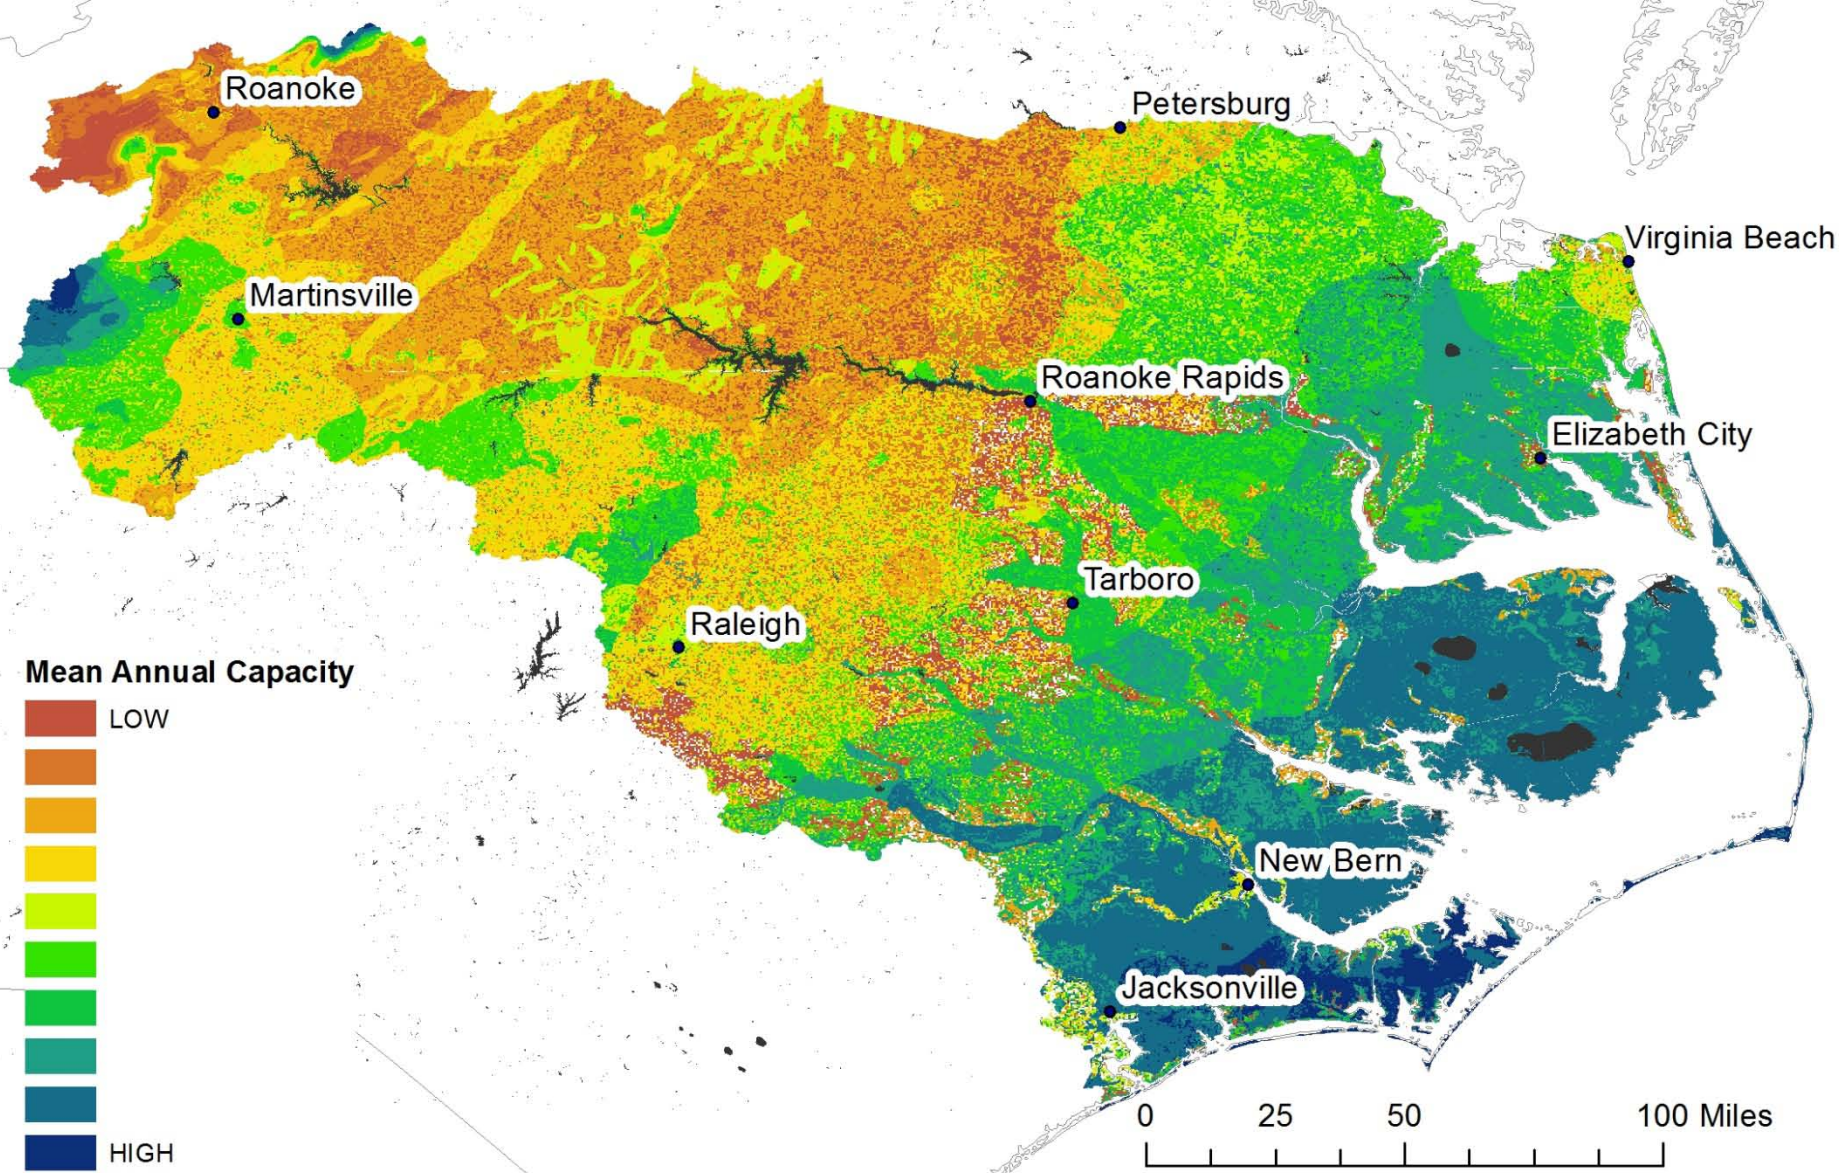 Roanoke
Petersburg
Virginia Beach
Martinsville
Roanoke Rapids
Elizabeth City
Tarboro
Raleigh
Mean Annual Capacity
LOW
New Bern
Jacksonville
0 25 50 100 Miles
HIGH